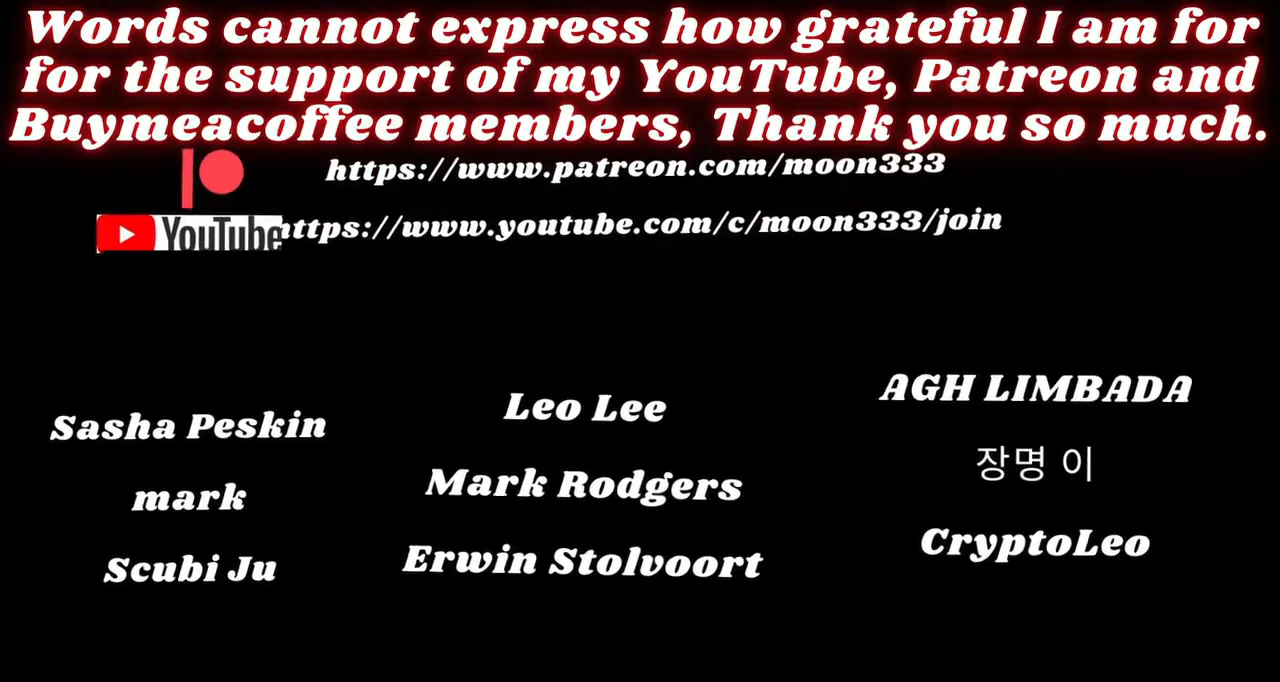 Words cannot express how grateful I am for
for the support of my YouTube, Patreon and
Buymeacoffee members, Thank you so much.
https://www.patreon.com/moon333
YouTube https://www.youtube.com/c/moon333/join
Sasha Peskin
mark
Scubi Ju
Leo Lee
Mark Rodgers
Erwin Stolvoort
AGH LIMBADA
장명 이
CryptoLeo